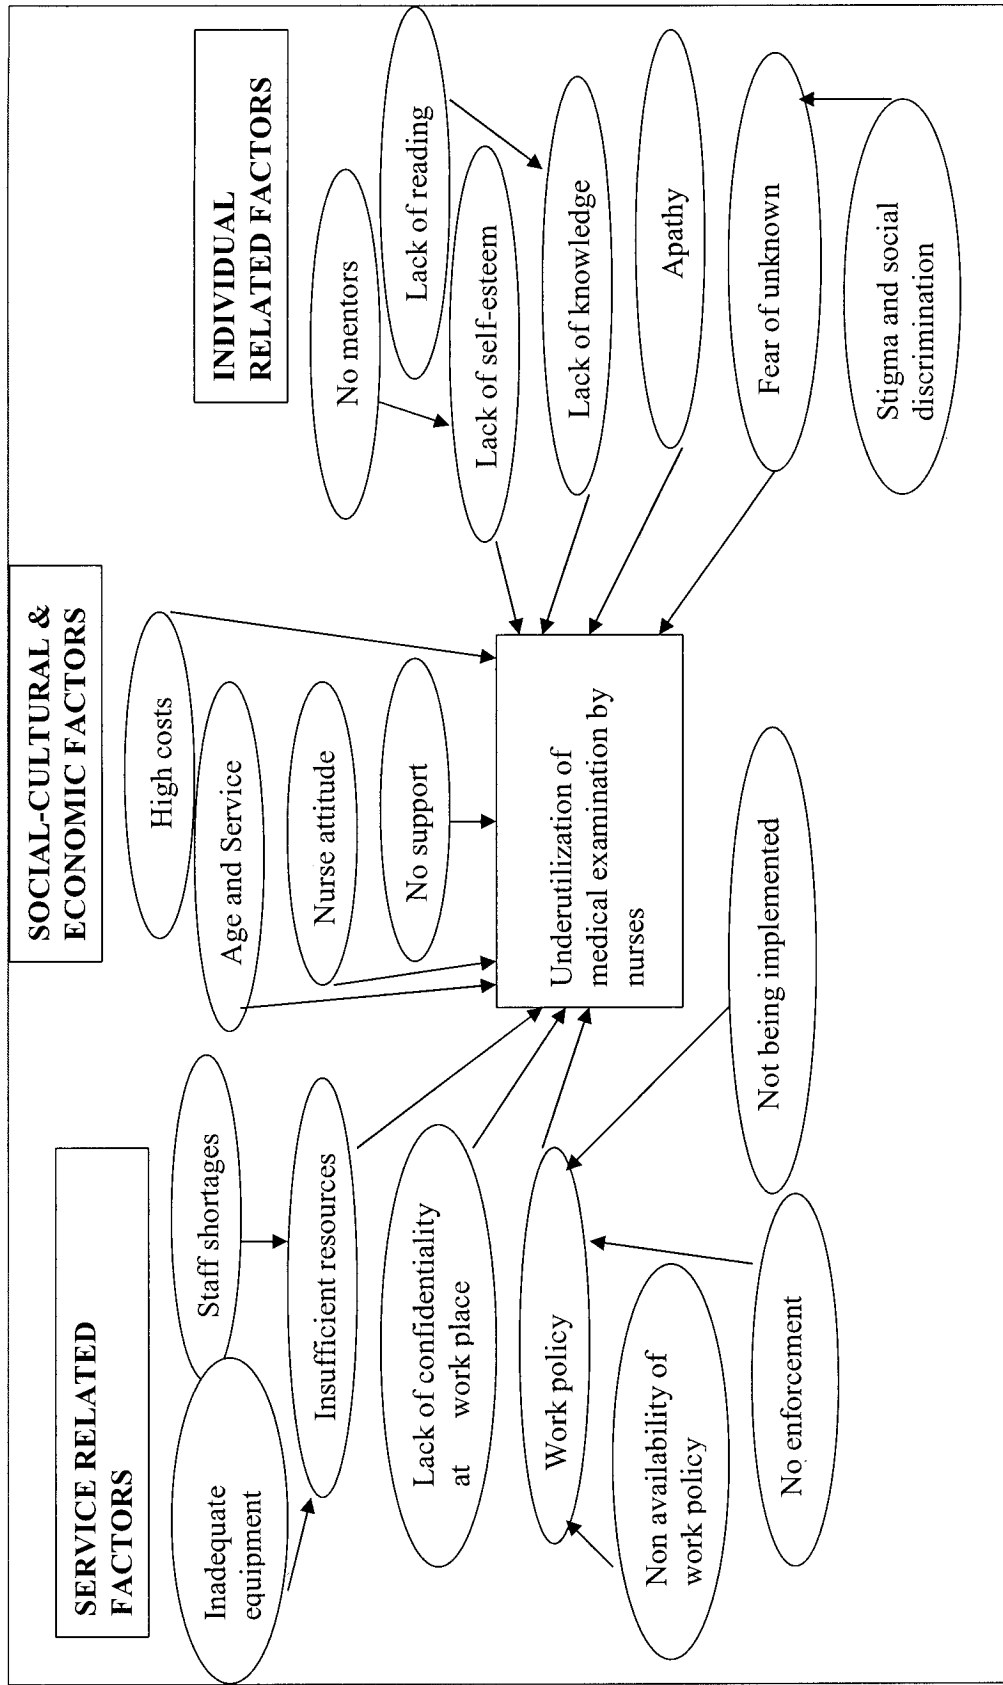 SERVICE RELATED
FACTORS
Inadequate
equipment
Staff shortages
Insufficient resources
Lack of confidentiality
at work place
Work policy
Non availability of
work policy
No enforcement
Not being implemented
SOCIAL-CULTURAL &
ECONOMIC FACTORS
High costs
Age and Service
Nurse attitude
No support
Underutilization of
medical examination by
nurses
INDIVIDUAL
RELATED FACTORS
No mentors
Lack of reading
Lack of self-esteem
Lack of knowledge
Apathy
Fear of unknown
Stigma and social
discrimination